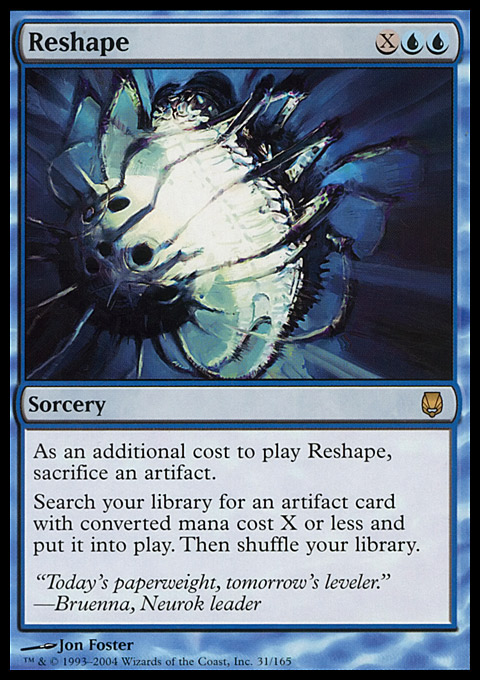 Reshape X
Sorcery
As an additional cost to play Reshape,
sacrifice an artifact.
Search your library for an artifact card
with converted mana cost X or less and
put it into play. Then shuffle your library.
“Today’s paperweight, tomorrow’s leveler.”
—Bruenna, Neurok leader
Jon Foster
™ & © 1993–2004 Wizards of the Coast, Inc. 31/165